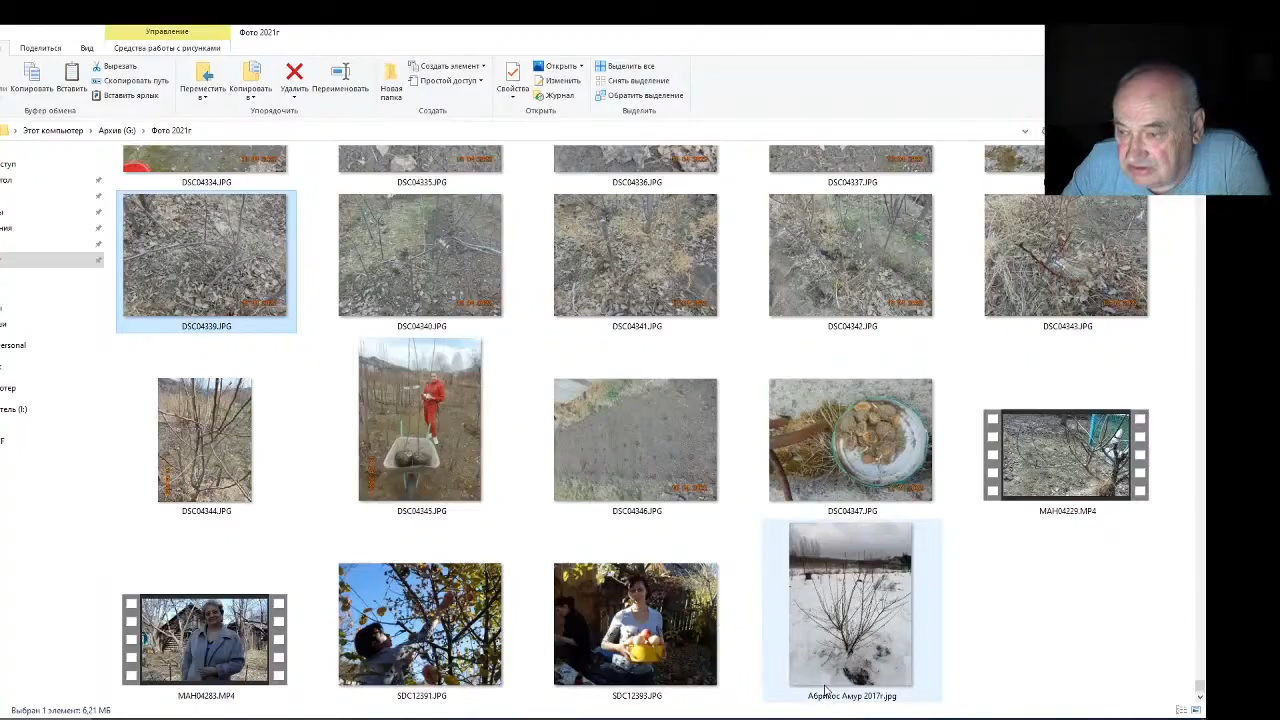 Управление
Фото 2021г
Поделиться
Вид
Средства работы с рисунками
Копировать
Вставить
Вырезать
Скопировать путь
Вставить ярлык
Буфер обмена
Переместить в
Копировать в
Удалить
Переименовать
Упорядочить
Новая папка
Создать элемент
Простой доступ
Создать
Свойства
Открыть
Изменить
Журнал
Открыть
Выделить все
Снять выделение
Обратить выделение
Выделить
Этот компьютер > Архив (G:) > Фото 2021г
DSC04334.JPG
DSC04335.JPG
DSC04336.JPG
DSC04337.JPG
DSC04339.JPG
DSC04340.JPG
DSC04341.JPG
DSC04342.JPG
DSC04343.JPG
DSC04344.JPG
DSC04345.JPG
DSC04346.JPG
DSC04347.JPG
MAH04229.MP4
MAH04283.MP4
SDC12391.JPG
SDC12393.JPG
Абрикос Амур 2017г.jpg
Выбран 1 элемент: 6,21 МБ